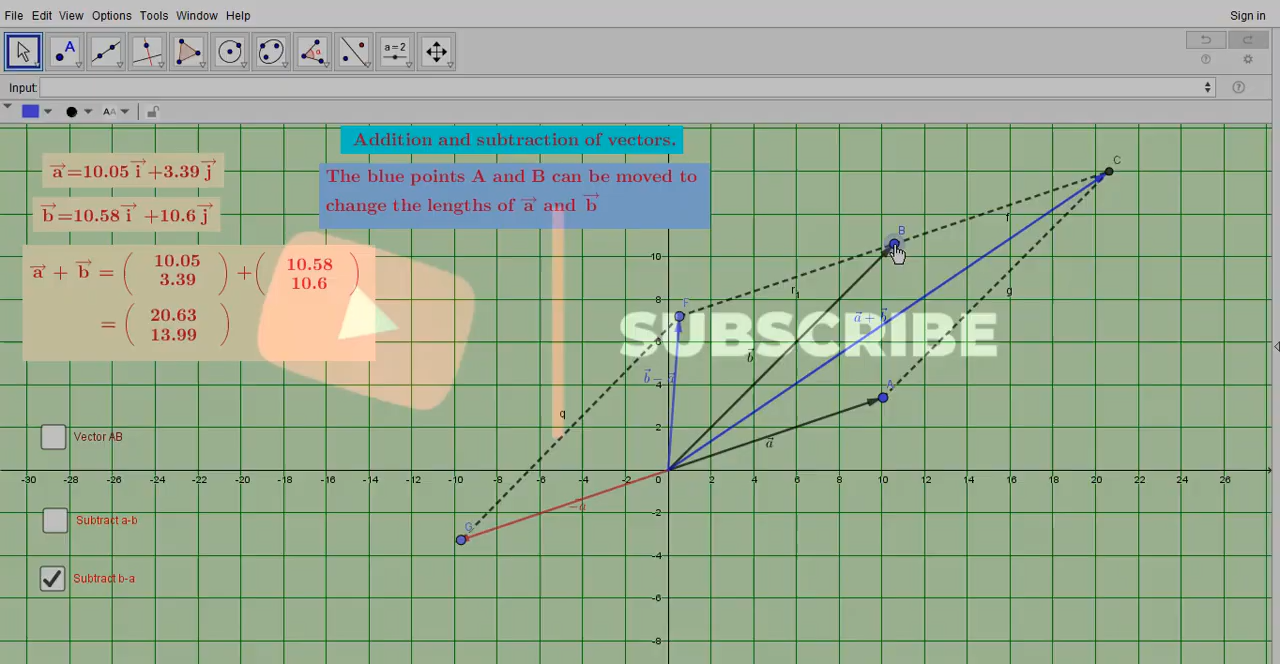 File Edit View Options Tools Window Help
Sign in
A
α
a=2
Input:
AA
Addition and subtraction of vectors.
The blue points A and B can be moved to
change the lengths of a⃗ and b⃗
a⃗=10.05 i⃗ +3.39 j⃗
b⃗=10.58 i⃗ +10.6 j⃗
a⃗ + b⃗ = ( 10.05 3.39 ) + ( 10.58 10.6 )
= ( 20.63 13.99 )
SUBSCRIBE
C
f
B
g
r₁
F
a⃗ + b⃗
b⃗
A
a⃗
q
G
Vector AB
Subtract a-b
Subtract b-a
10
8
6
4
2
-30 -28 -26 -24 -22 -20 -18 -16 -14 -12 -10 -8 -6 -4 -2 0 2 4 6 8 10 12 14 16 18 20 22 24 26
-2
-4
-6
-8